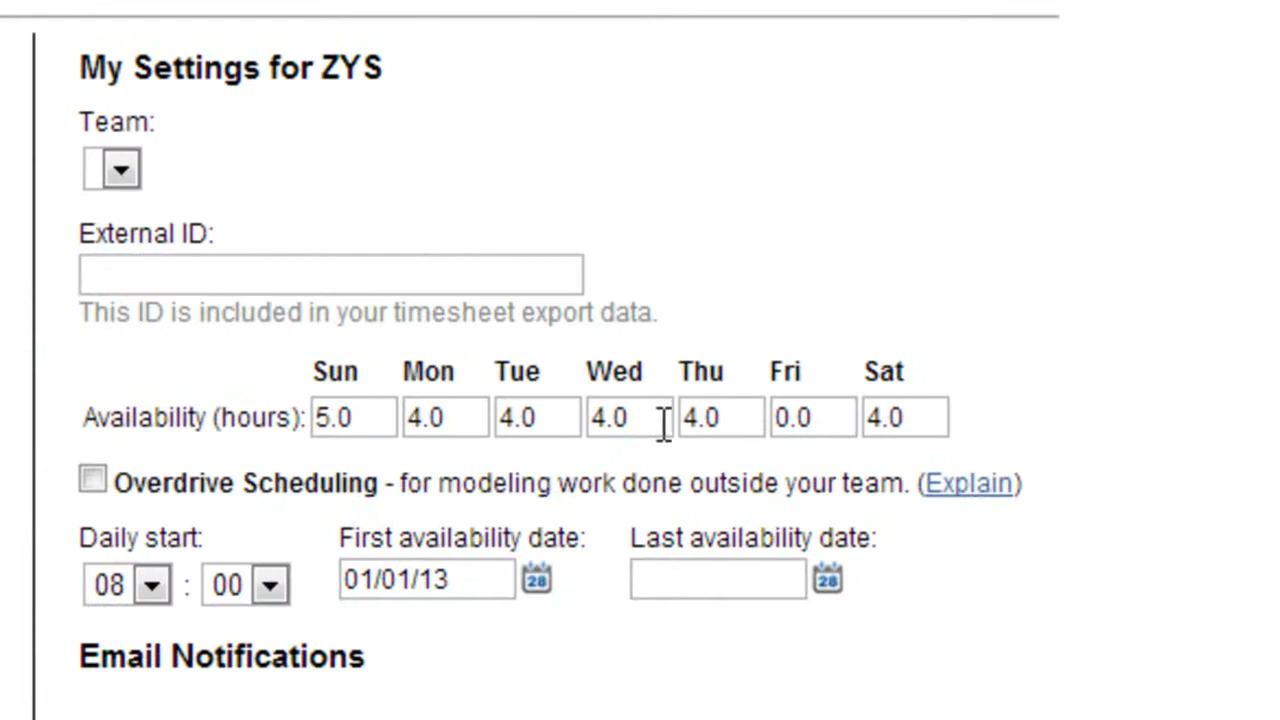 My Settings for ZYS
Team:
External ID:
This ID is included in your timesheet export data.
Sun Mon Tue Wed Thu Fri Sat
Availability (hours): 5.0 4.0 4.0 4.0 4.0 0.0 4.0
Overdrive Scheduling - for modeling work done outside your team. (Explain)
Daily start: First availability date: Last availability date:
08 : 00 01/01/13 28 28
Email Notifications